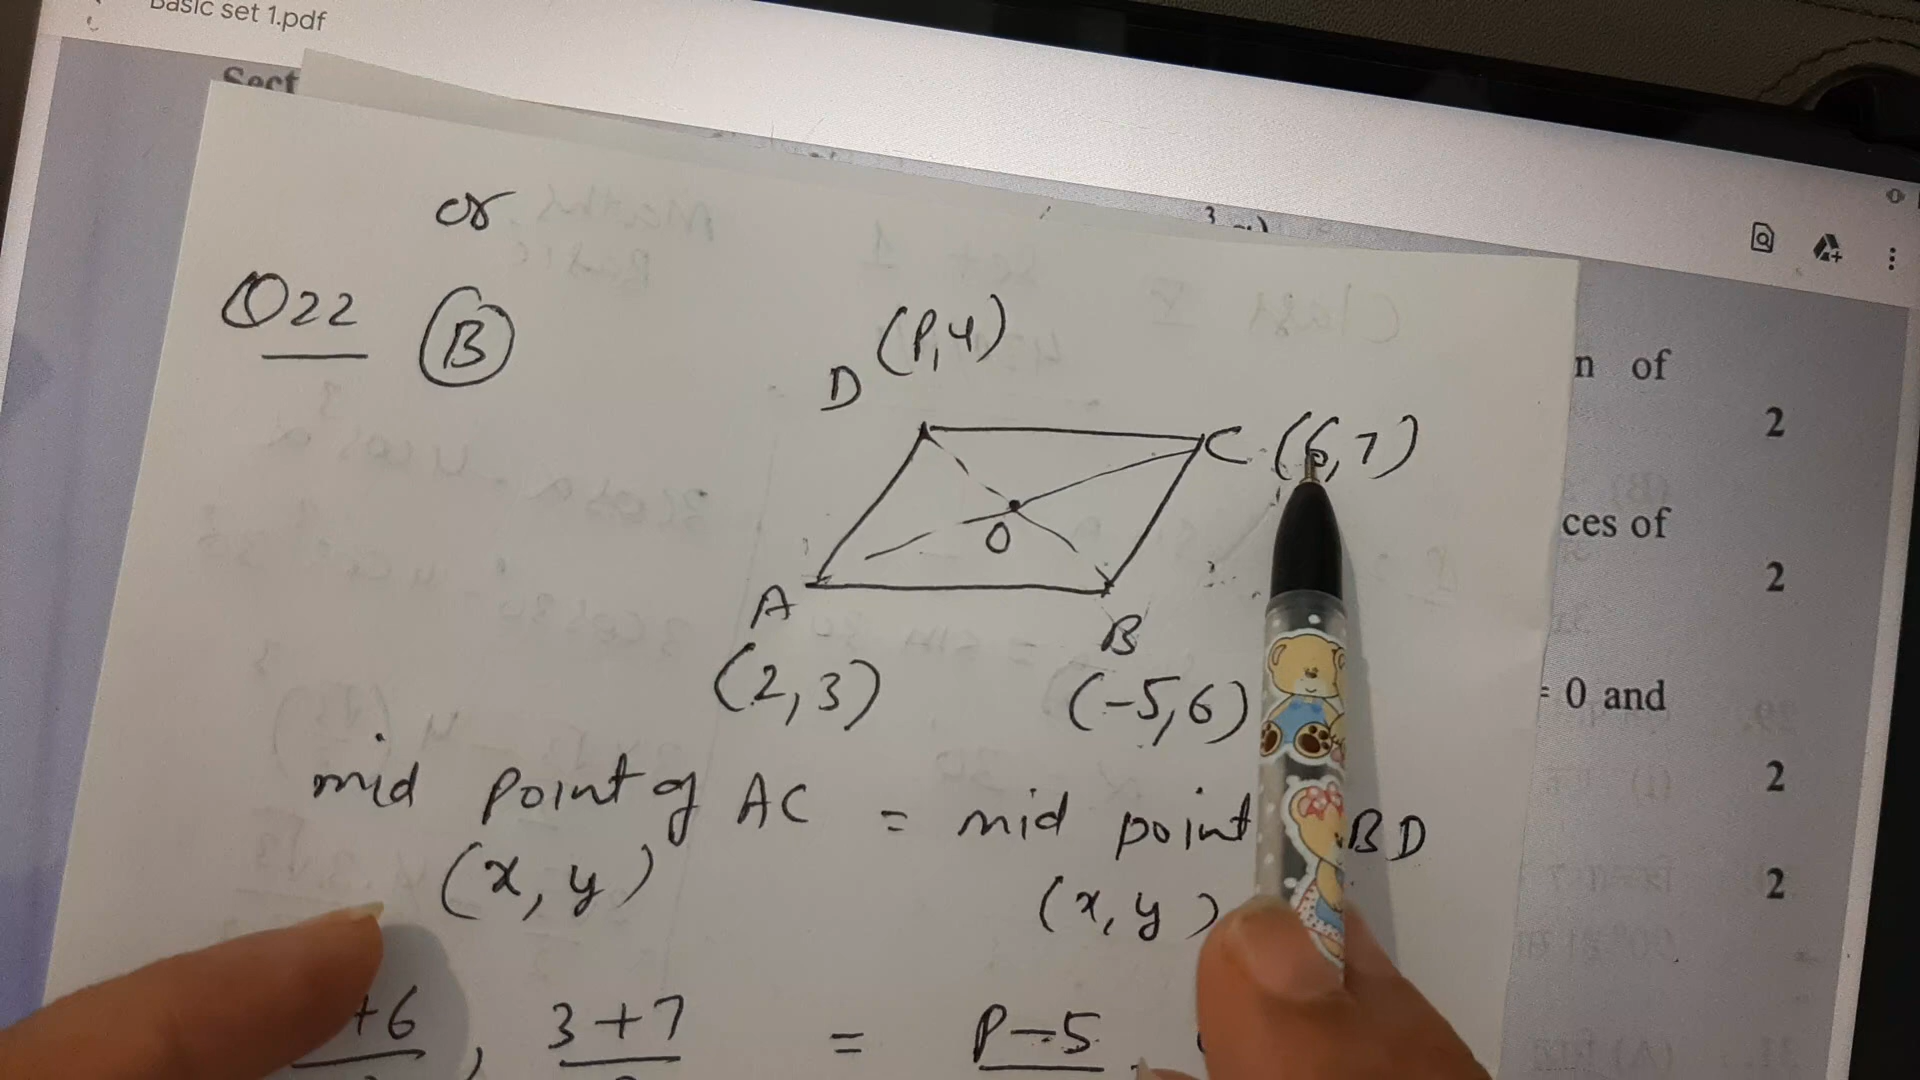 Basic set 1.pdf
Sect
or
Q22 (B)
D (P,4)
C (6,7)
O
A
B
(2,3) (-5,6)
mid point of AC = mid point BD
(x, y) (x, y)
+6 , 3+7 = P-5
n of
2
ces of
2
= 0 and
2
2